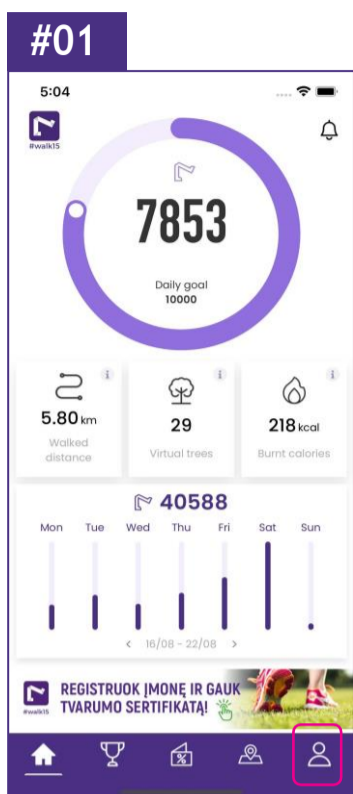 #01
5:04
#walk15
7853
Daily goal
10000
5.80 km
Walked
distance
29
Virtual trees
218 kcal
Burnt calories
40588
Mon Tue Wed Thu Fri Sat Sun
< 16/08 - 22/08 >
#walk15
REGISTRUOK ĮMONĘ IR GAUK
TVARUMO SERTIFIKATĄ!